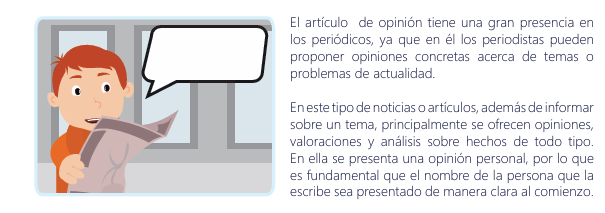 El artículo de opinión tiene una gran presencia en
los periódicos, ya que en él los periodistas pueden
proponer opiniones concretas acerca de temas o
problemas de actualidad.
En este tipo de noticias o artículos, además de informar
sobre un tema, principalmente se ofrecen opiniones,
valoraciones y análisis sobre hechos de todo tipo.
En ella se presenta una opinión personal, por lo que
es fundamental que el nombre de la persona que la
escribe sea presentado de manera clara al comienzo.